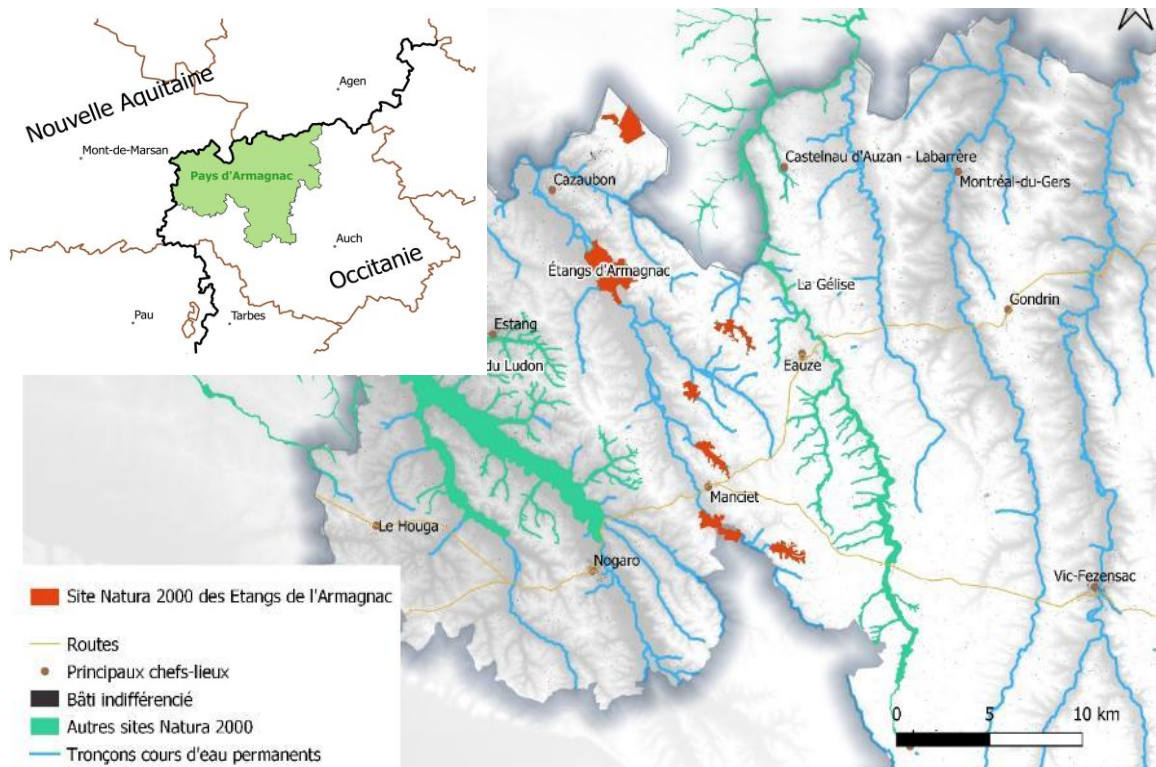 Nouvelle Aquitaine
Agen
Mont-de-Marsan
Pays d'Armagnac
Auch
Occitanie
Pau
Tarbes
Castelnau d'Auzan - Labarrère
Montréal-du-Gers
Cazaubon
Étangs d'Armagnac
La Gélise
Gondrin
Estang
du Ludon
Eauze
Manciet
Le Houga
Nogaro
Vic-Fezensac
Site Natura 2000 des Etangs de l'Armagnac
Routes
Principaux chefs-lieux
Bâti indifférencié
Autres sites Natura 2000
Tronçons cours d'eau permanents
0 5 10 km